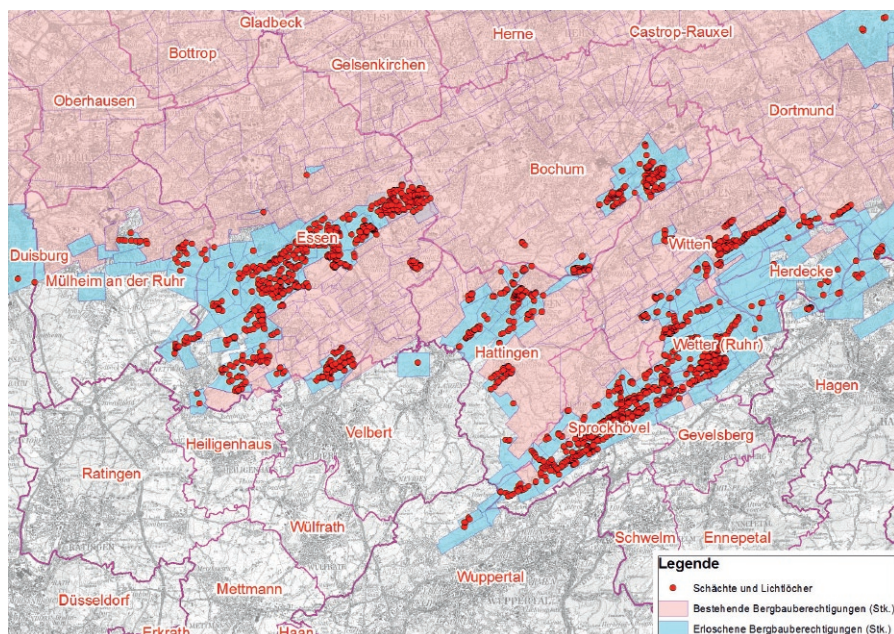 Gladbeck
Herne
Castrop-Rauxel
Bottrop
Gelsenkirchen
Oberhausen
Dortmund
Bochum
Essen
Witten
Duisburg
Herdecke
Mülheim an der Ruhr
Wetter (Ruhr)
Hattingen
Hagen
Sprockhövel
Velbert
Gevelsberg
Heiligenhaus
Ratingen
Wülfrath
Schwelm
Ennepetal
Wuppertal
Mettmann
Düsseldorf
Erkrath
Haan
Legende
Schächte und Lichtlöcher
Bestehende Bergbauberechtigungen (Stk.)
Erloschene Bergbauberechtigungen (Stk.)